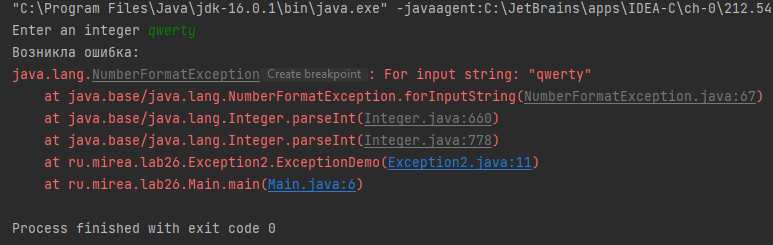 "C:\Program Files\Java\jdk-16.0.1\bin\java.exe" -javaagent:C:\JetBrains\apps\IDEA-C\ch-0\212.54
Enter an integer qwerty
Возникла ошибка:
java.lang.NumberFormatException Create breakpoint : For input string: "qwerty"
at java.base/java.lang.NumberFormatException.forInputString(NumberFormatException.java:67)
at java.base/java.lang.Integer.parseInt(Integer.java:660)
at java.base/java.lang.Integer.parseInt(Integer.java:778)
at ru.mirea.lab26.Exception2.ExceptionDemo(Exception2.java:11)
at ru.mirea.lab26.Main.main(Main.java:6)
Process finished with exit code 0